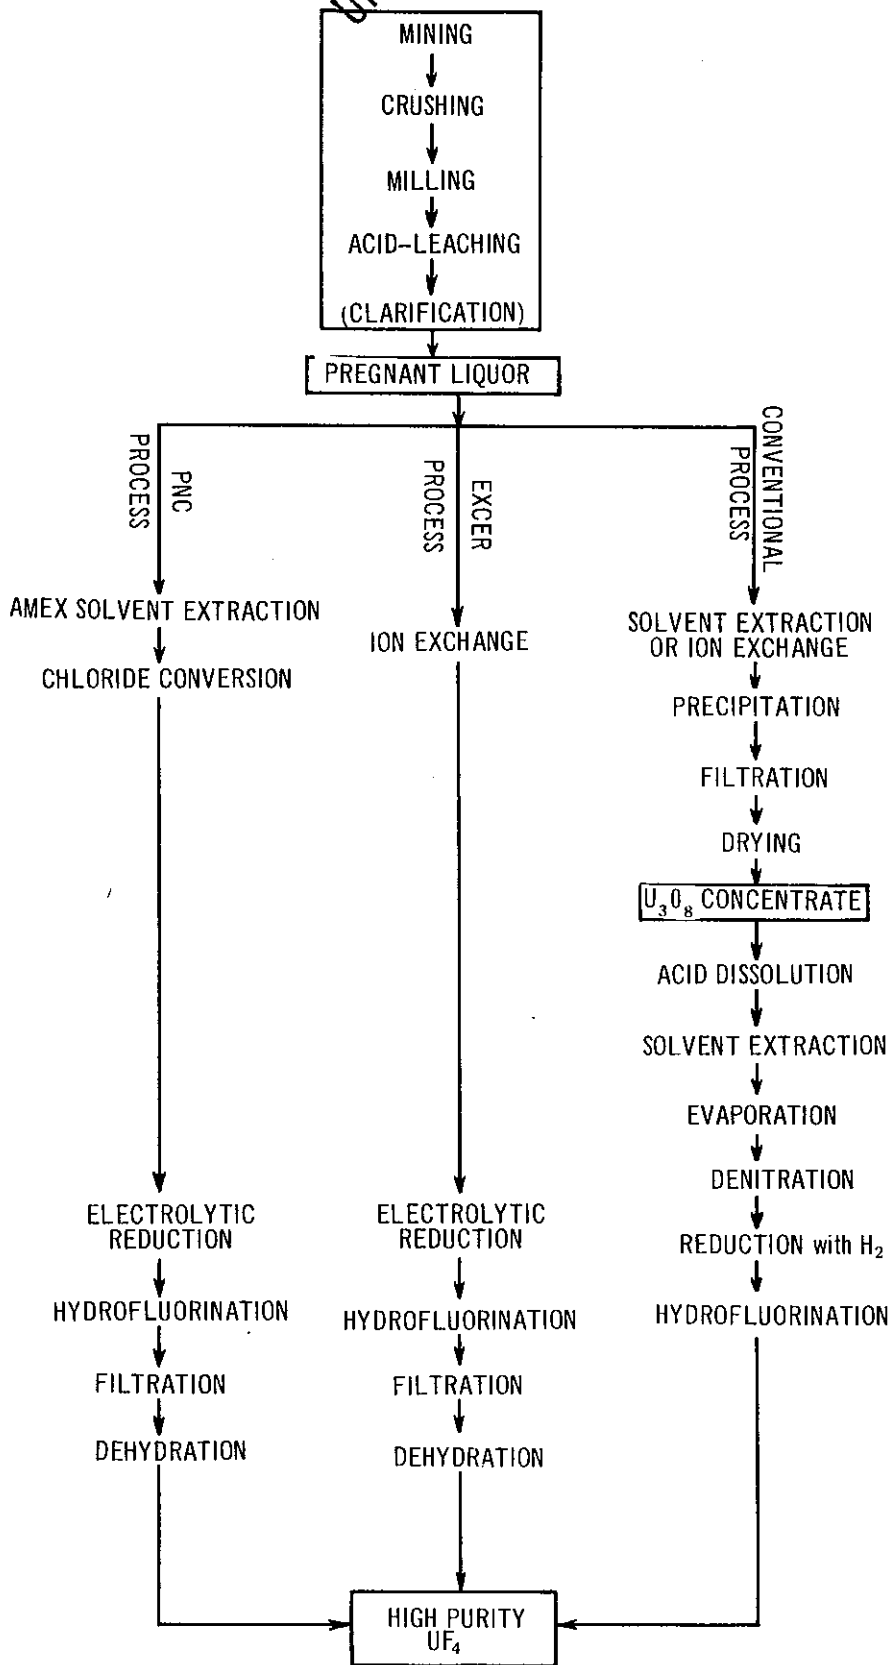 MINING
CRUSHING
MILLING
ACID-LEACHING
(CLARIFICATION)
PREGNANT LIQUOR
PNC
PROCESS
EXCER
PROCESS
CONVENTIONAL
PROCESS
AMEX SOLVENT EXTRACTION
CHLORIDE CONVERSION
ELECTROLYTIC
REDUCTION
HYDROFLUORINATION
FILTRATION
DEHYDRATION
ION EXCHANGE
ELECTROLYTIC
REDUCTION
HYDROFLUORINATION
FILTRATION
DEHYDRATION
SOLVENT EXTRACTION
OR ION EXCHANGE
PRECIPITATION
FILTRATION
DRYING
U₃O₈ CONCENTRATE
ACID DISSOLUTION
SOLVENT EXTRACTION
EVAPORATION
DENITRATION
REDUCTION with H₂
HYDROFLUORINATION
HIGH PURITY
UF₄